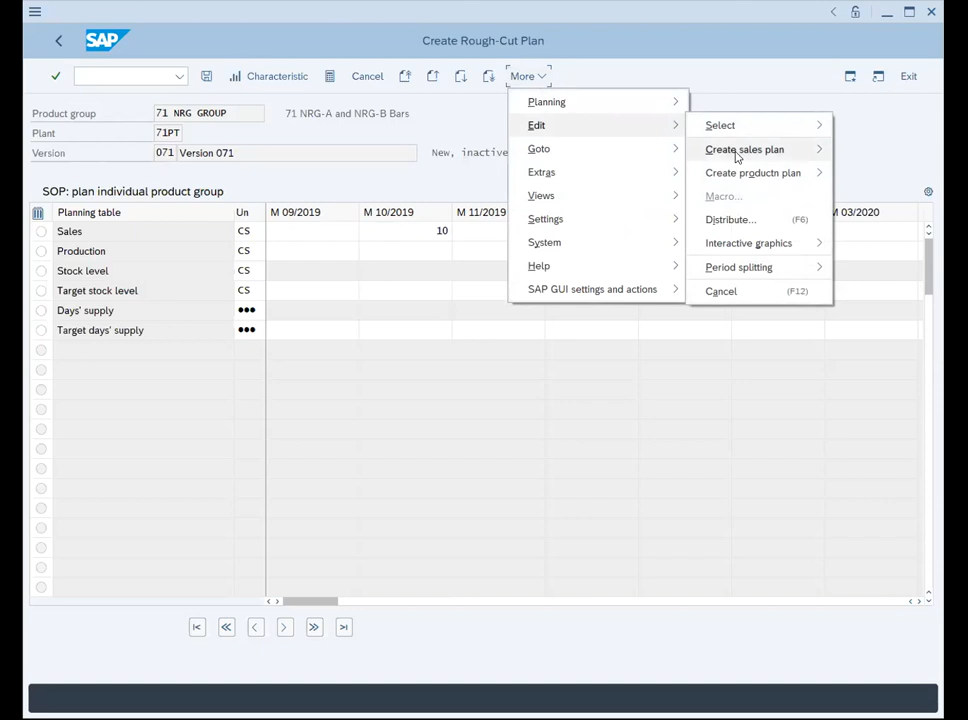 SAP
Create Rough-Cut Plan
Characteristic
Cancel
More
Exit
Product group
71 NRG GROUP
71 NRG-A and NRG-B Bars
Plant
71PT
Version
071
Version 071
New, inactive
Planning
Edit
Goto
Extras
Views
Settings
System
Help
SAP GUI settings and actions
Select
Create sales plan
Create productn plan
Macro...
Distribute... (F6)
Interactive graphics
Period splitting
Cancel (F12)
SOP: plan individual product group
Planning table Un M 09/2019 M 10/2019 M 11/2019 M 03/2020
Sales CS 10
Production CS
Stock level CS
Target stock level CS
Days' supply •••
Target days' supply •••